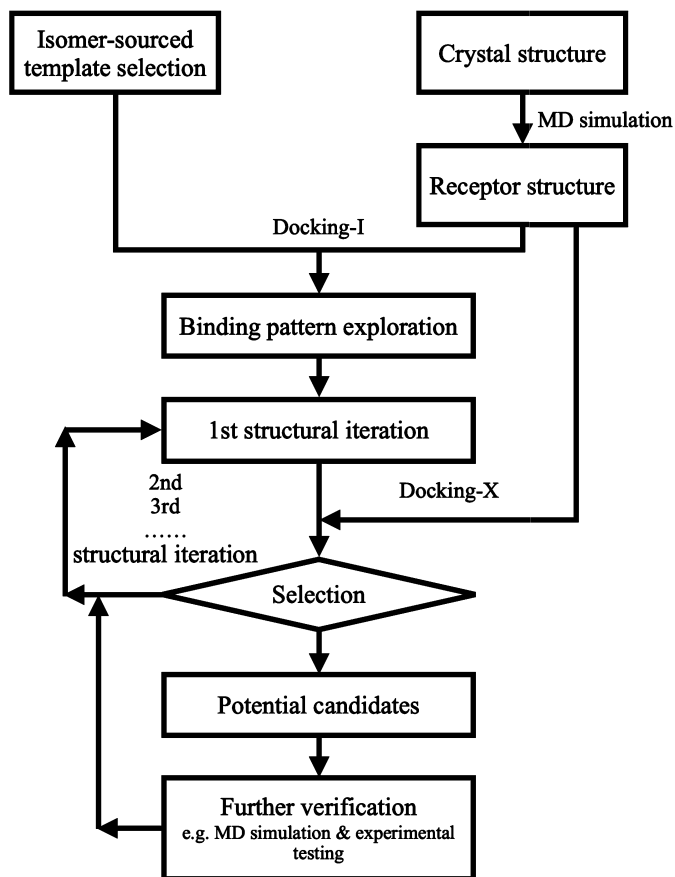 Isomer-sourced
template selection
Crystal structure
MD simulation
Receptor structure
Docking-I
Binding pattern exploration
1st structural iteration
2nd
3rd
......
structural iteration
Docking-X
Selection
Potential candidates
Further verification
e.g. MD simulation & experimental
testing